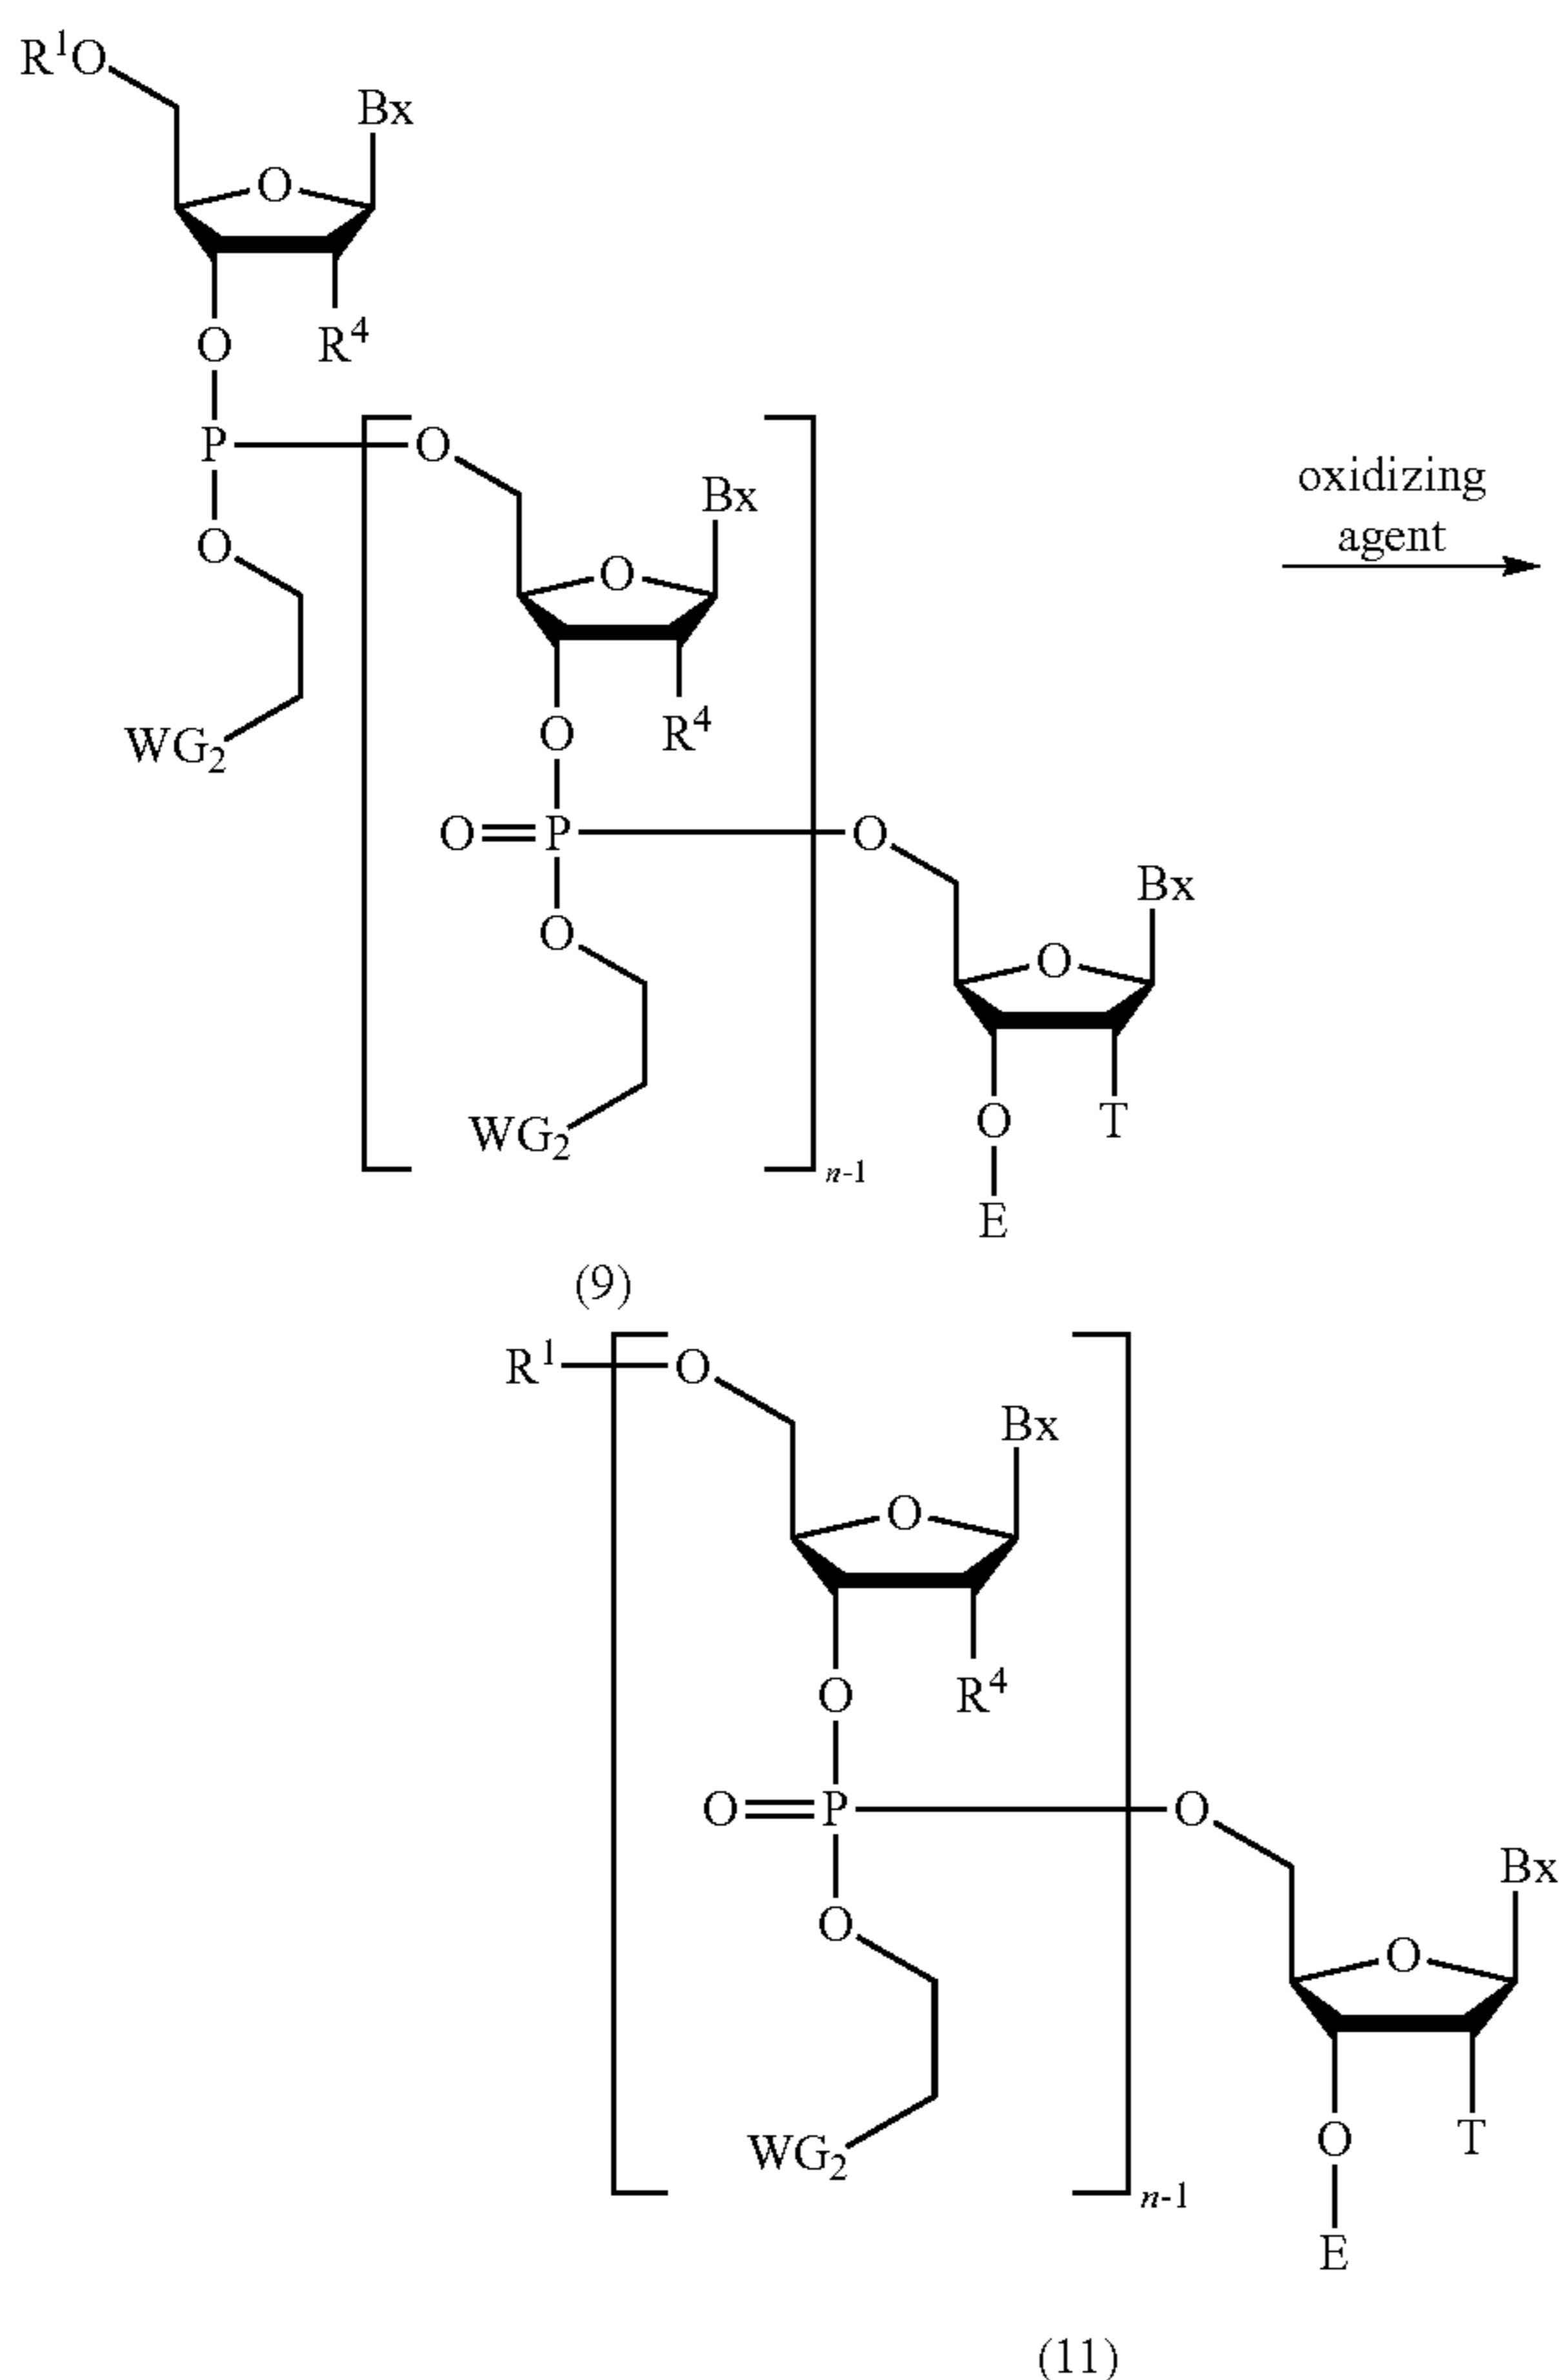 R¹O
Bx
O
O
R⁴
P
O
Bx
oxidizing
agent
O
O
WG₂
O
R⁴
O=P
O
Bx
O
O
WG₂
O
T
n-1
E
(9)
R¹
O
Bx
O
O
R⁴
O=P
O
Bx
O
O
WG₂
O
T
n-1
E
(11)